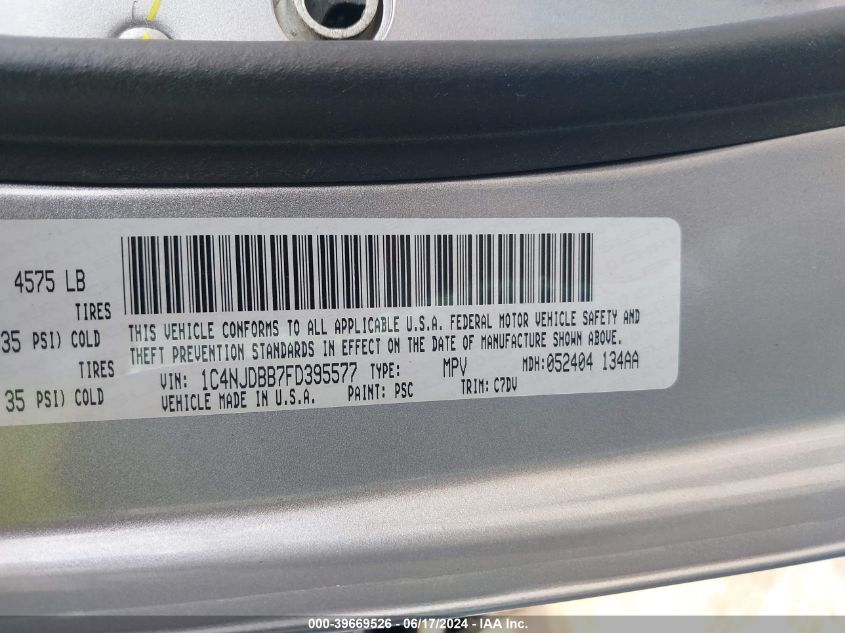 4575 LB
TIRES
35 PSI) COLD
TIRES
35 PSI) COLD
THIS VEHICLE CONFORMS TO ALL APPLICABLE U.S.A. FEDERAL MOTOR VEHICLE SAFETY AND
THEFT PREVENTION STANDARDS IN EFFECT ON THE DATE OF MANUFACTURE SHOWN ABOVE.
VIN: 1C4NJDBB7FD395577 TYPE: MPV MDH:052404 134AA
VEHICLE MADE IN U.S.A. PAINT: PSC TRIM: C7DV
000-39669526 - 06/17/2024 - IAA Inc.